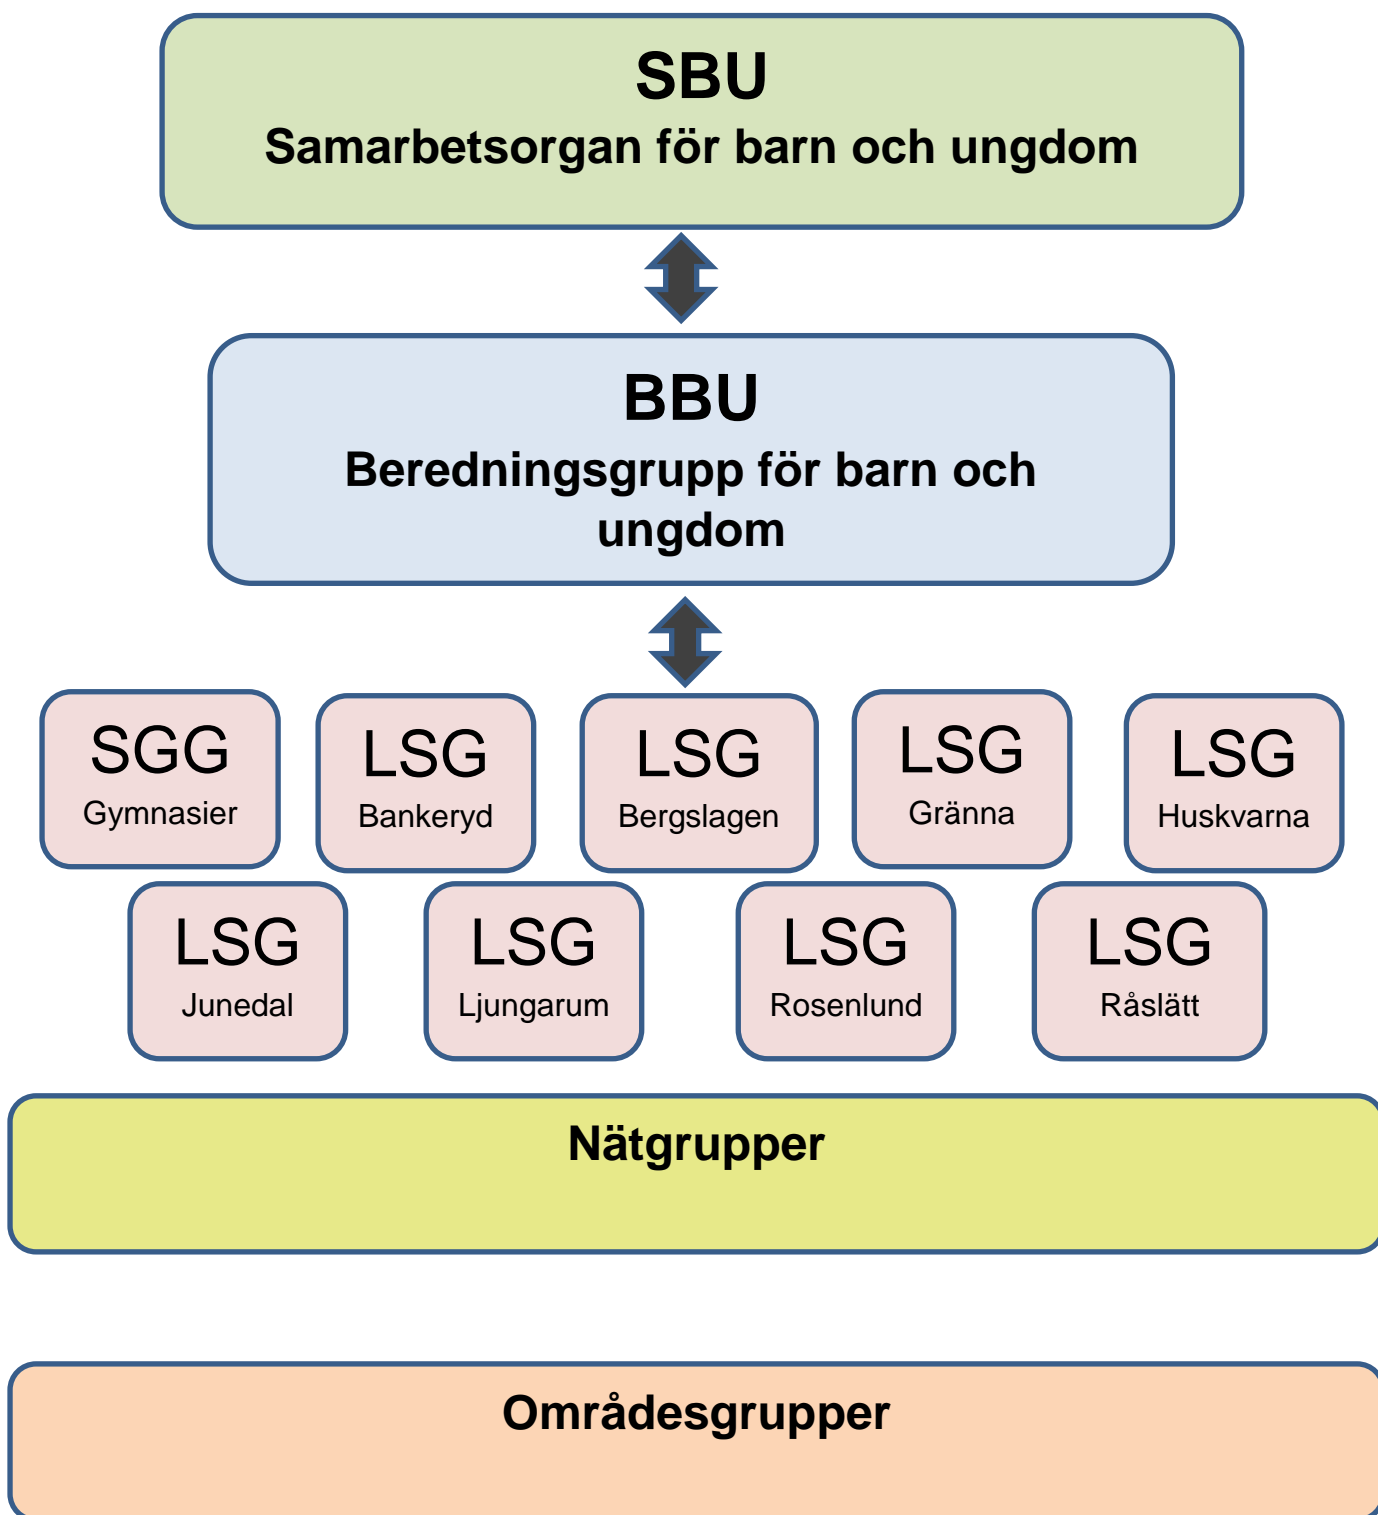 SBU
Samarbetsorgan för barn och ungdom
BBU
Beredningsgrupp för barn och
ungdom
SGG
Gymnasier
LSG
Bankeryd
LSG
Bergslagen
LSG
Gränna
LSG
Huskvarna
LSG
Junedal
LSG
Ljungarum
LSG
Rosenlund
LSG
Råslätt
Nätgrupper
Områdesgrupper